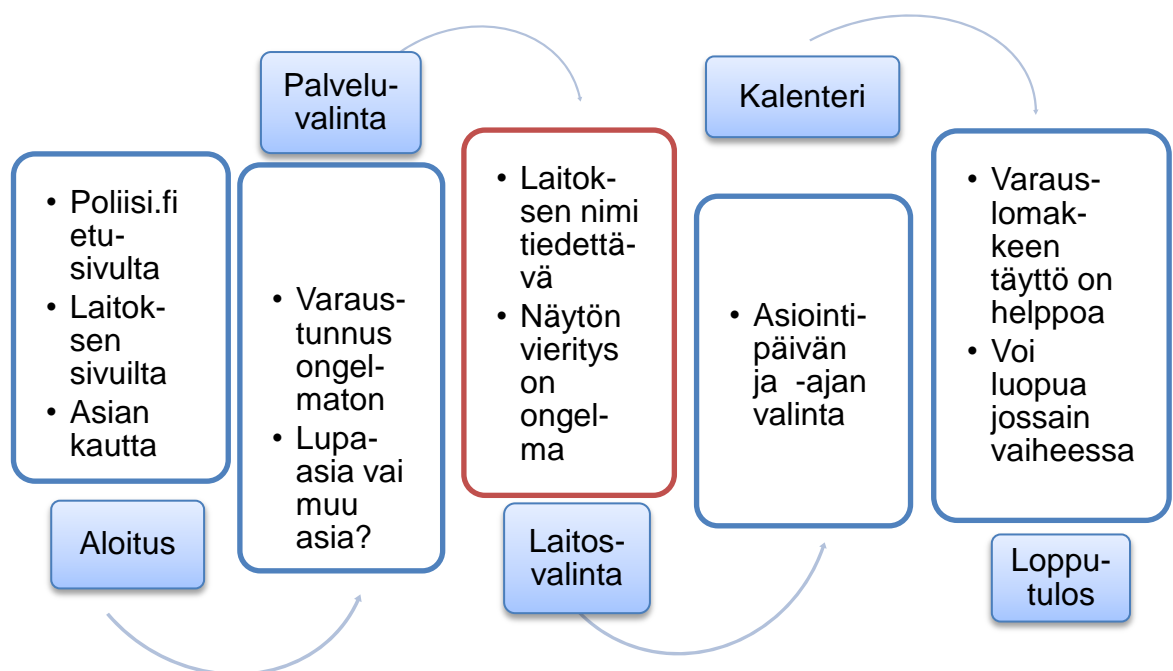 • Poliisi.fi
etu-
sivulta
• Laitok-
sen
sivuilta
• Asian
kautta
Aloitus
Palvelu-
valinta
• Varaus-
tunnus
ongel-
maton
• Lupa-
asia vai
muu
asia?
• Laitok-
sen nimi
tiedettä-
vä
• Näytön
vieritys
on
ongel-
ma
Laitos-
valinta
Kalenteri
• Asiointi-
päivän
ja -ajan
valinta
• Varaus-
lomak-
keen
täyttö on
helppoa
• Voi
luopua
jossain
vaiheessa
Loppu-
tulos